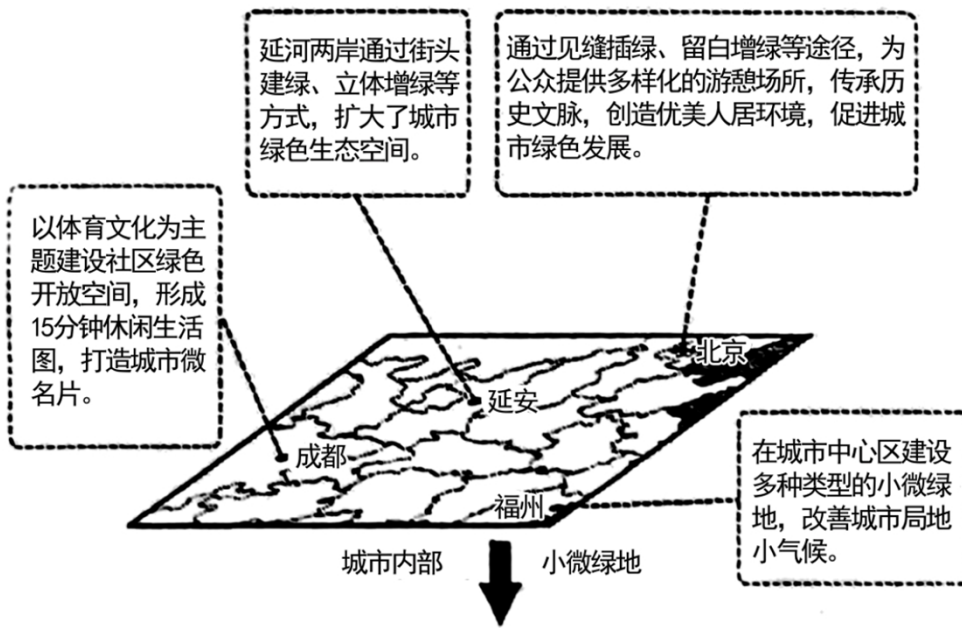 延河两岸通过街头
建绿、立体增绿等
方式，扩大了城市
绿色生态空间。
通过见缝插绿、留白增绿等途径，为
公众提供多样化的游憩场所，传承历
史文脉，创造优美人居环境，促进城
市绿色发展。
以体育文化为主
题建设社区绿色
开放空间，形成
15分钟休闲生活
图，打造城市微
名片。
北京
延安
成都
福州
在城市中心区建设
多种类型的小微绿
地，改善城市局地
小气候。
城市内部
小微绿地